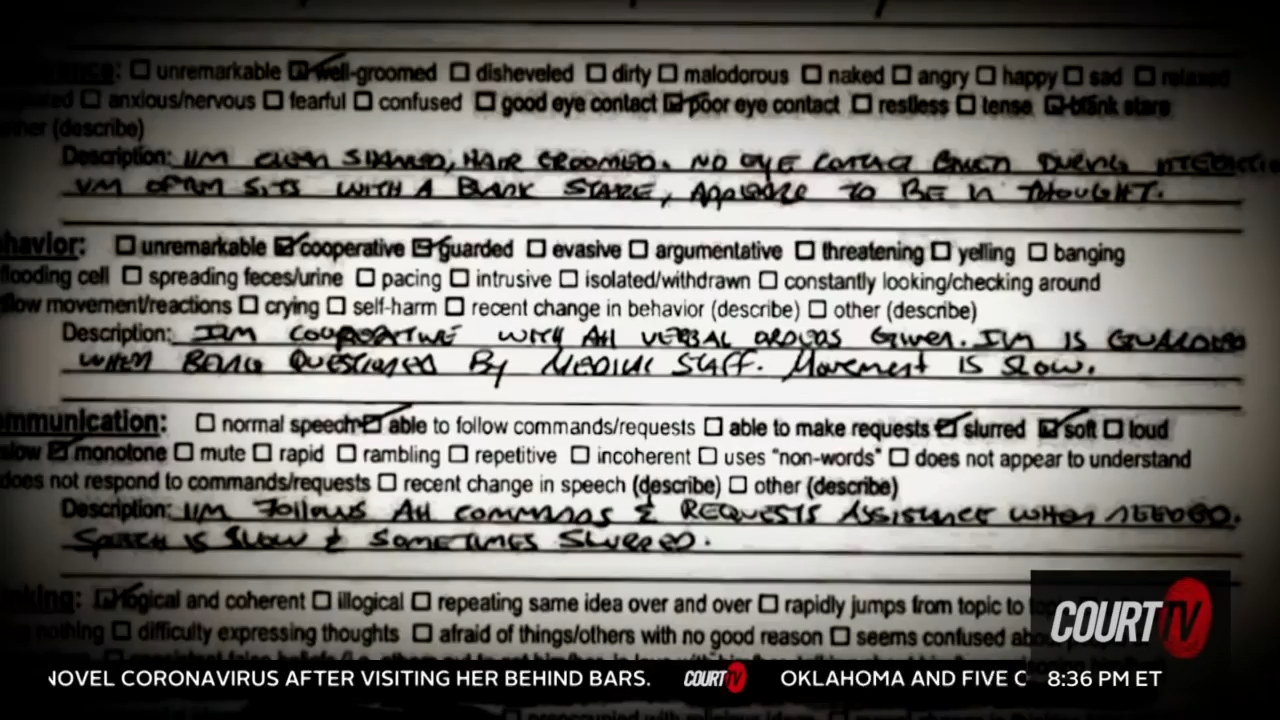 ☐ unremarkable ☑ well-groomed ☐ disheveled ☐ dirty ☐ malodorous ☐ naked ☐ angry ☐ happy ☐ sad ☐ relaxed
☐ anxious/nervous ☐ fearful ☐ confused ☐ good eye contact ☑ poor eye contact ☐ restless ☐ tense ☑ blank stare
(describe)
Description: I/M CLEAN SHAVED, HAIR GROOMED. NO EYE CONTACT GIVEN DURING
I/M OFTEN SITS WITH A BLANK STARE, APPEARS TO BE IN THOUGHT.
havior: ☐ unremarkable ☑ cooperative ☑ guarded ☐ evasive ☐ argumentative ☐ threatening ☐ yelling ☐ banging
flooding cell ☐ spreading feces/urine ☐ pacing ☐ intrusive ☐ isolated/withdrawn ☐ constantly looking/checking around
movement/reactions ☐ crying ☐ self-harm ☐ recent change in behavior (describe) ☐ other (describe)
Description: I/M COOPERATIVE WITH All VERBAL ORDERS GIVEN. I/M IS GUARDED
WHEN BEING QUESTIONED By MEDICAL STAFF. Movement IS Slow.
mmunication: ☐ normal speech ☑ able to follow commands/requests ☐ able to make requests ☑ slurred ☑ soft ☐ loud
slow ☑ monotone ☐ mute ☐ rapid ☐ rambling ☐ repetitive ☐ incoherent ☐ uses "non-words" ☐ does not appear to understand
does not respond to commands/requests ☐ recent change in speech (describe) ☐ other (describe)
Description: I/M Follows All COMMANDS & REQUESTS ASSISTANCE WHEN NEEDED.
SPEECH IS SLOW & SOMETIMES SLURRED.
☑ logical and coherent ☐ illogical ☐ repeating same idea over and over ☐ rapidly jumps from topic to
nothing ☐ difficulty expressing thoughts ☐ afraid of things/others with no good reason ☐ seems confused
COURT TV
NOVEL CORONAVIRUS AFTER VISITING HER BEHIND BARS. COURT TV OKLAHOMA AND FIVE C 8:36 PM ET